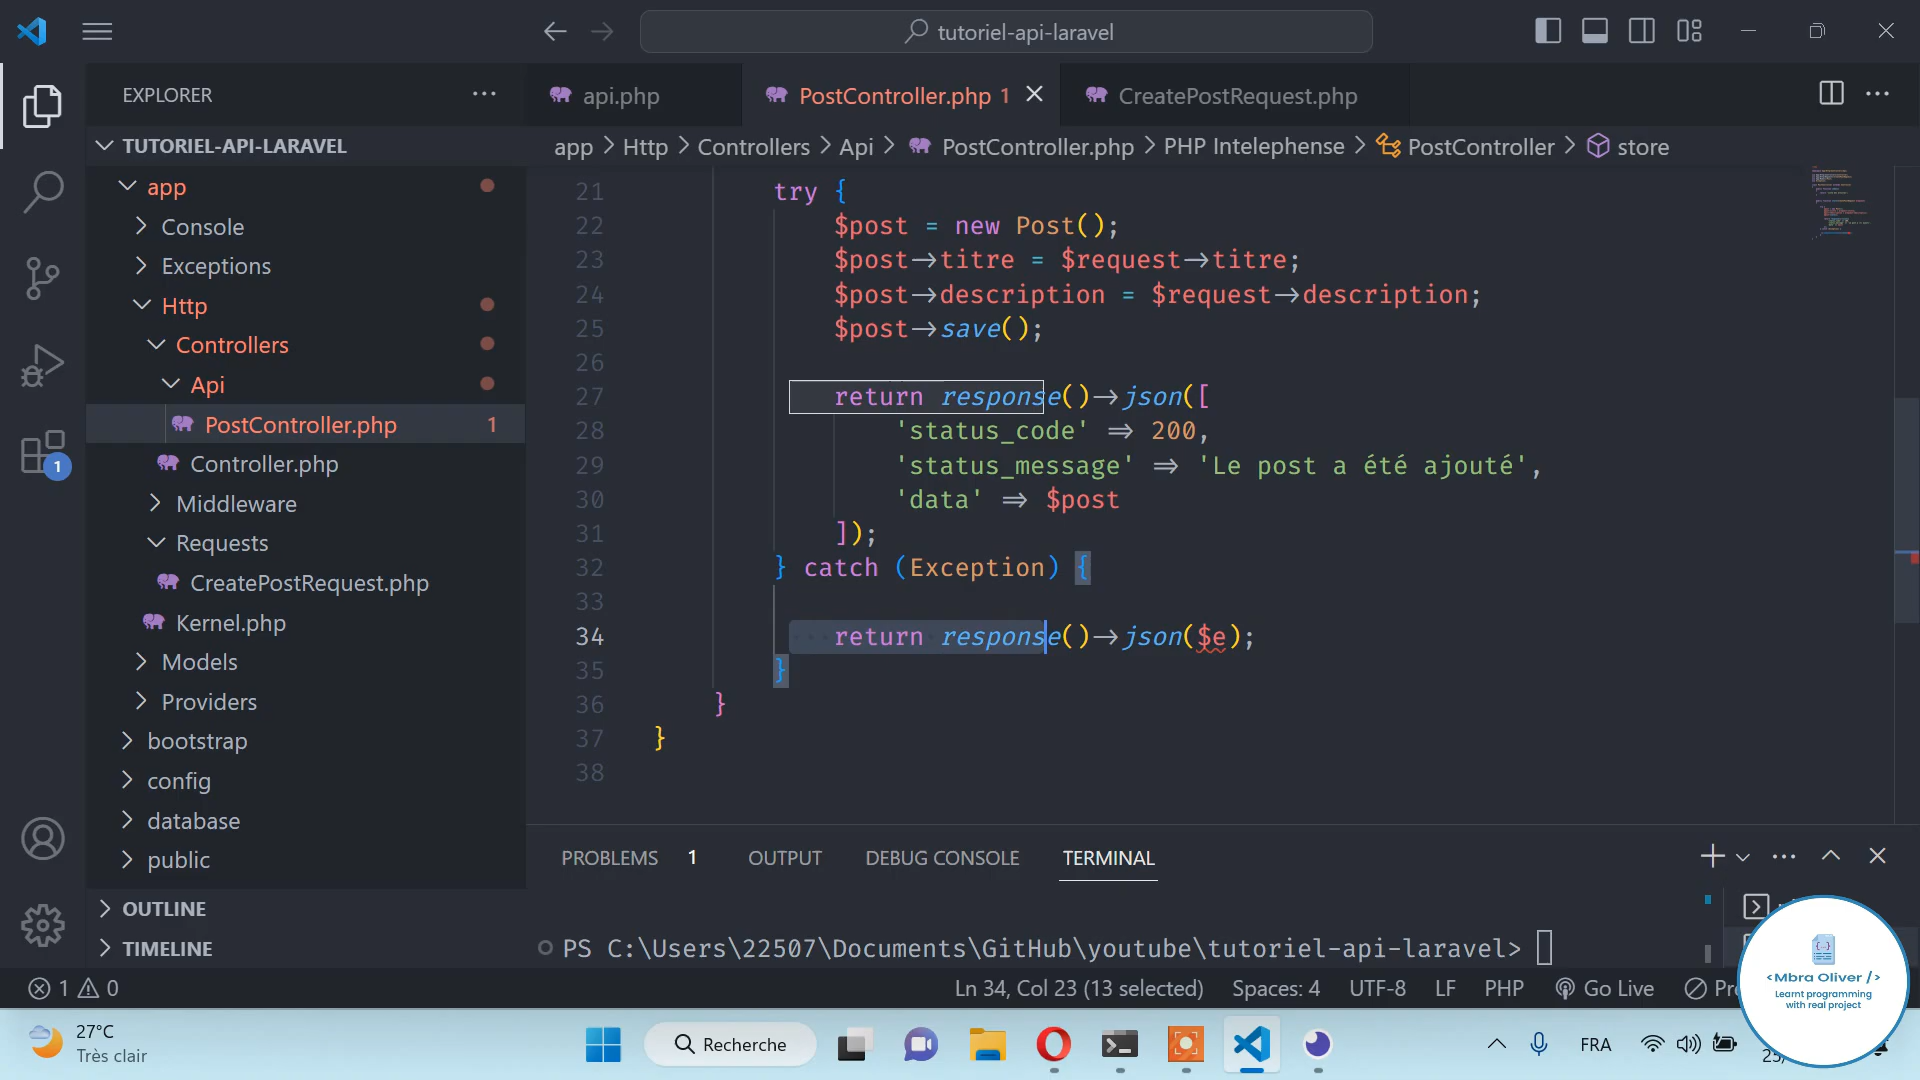 tutoriel-api-laravel
EXPLORER
api.php
PostController.php 1
CreatePostRequest.php
TUTORIEL-API-LARAVEL
app > Http > Controllers > Api > PostController.php > PHP Intelephense > PostController > store
app
Console
Exceptions
Http
Controllers
Api
PostController.php 1
Controller.php
Middleware
Requests
CreatePostRequest.php
Kernel.php
Models
Providers
bootstrap
config
database
public
OUTLINE
TIMELINE
21 try {
22 $post = new Post();
23 $post->titre = $request->titre;
24 $post->description = $request->description;
25 $post->save();
26
27 return response()->json([
28 'status_code' => 200,
29 'status_message' => 'Le post a été ajouté',
30 'data' => $post
31 ]);
32 } catch (Exception) {
33
34 return response()->json($e);
35 }
36 }
37 }
38
PROBLEMS 1 OUTPUT DEBUG CONSOLE TERMINAL
PS C:\Users\22507\Documents\GitHub\youtube\tutoriel-api-laravel>
1
1 0
Ln 34, Col 23 (13 selected) Spaces: 4 UTF-8 LF PHP Go Live
<Mbra Oliver />
Learnt programming
with real project
27°C
Très clair
Recherche
FRA